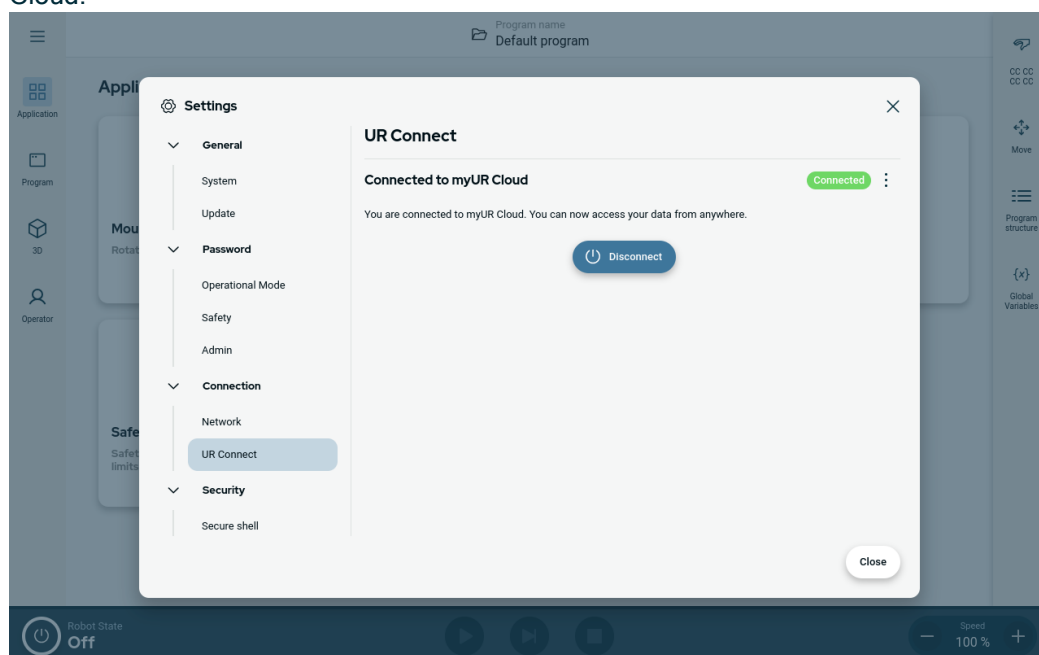 Cloud.
Program name
Default program
Application
Program
3D
Operator
Appli
Mou
Rotat
Safe
Safet
limits
Settings
General
System
Update
Password
Operational Mode
Safety
Admin
Connection
Network
UR Connect
Security
Secure shell
UR Connect
Connected to myUR Cloud
Connected
You are connected to myUR Cloud. You can now access your data from anywhere.
Disconnect
Close
CC CC
CC CC
Move
Program
structure
{x}
Global
Variables
Robot State
Off
Speed
100 %